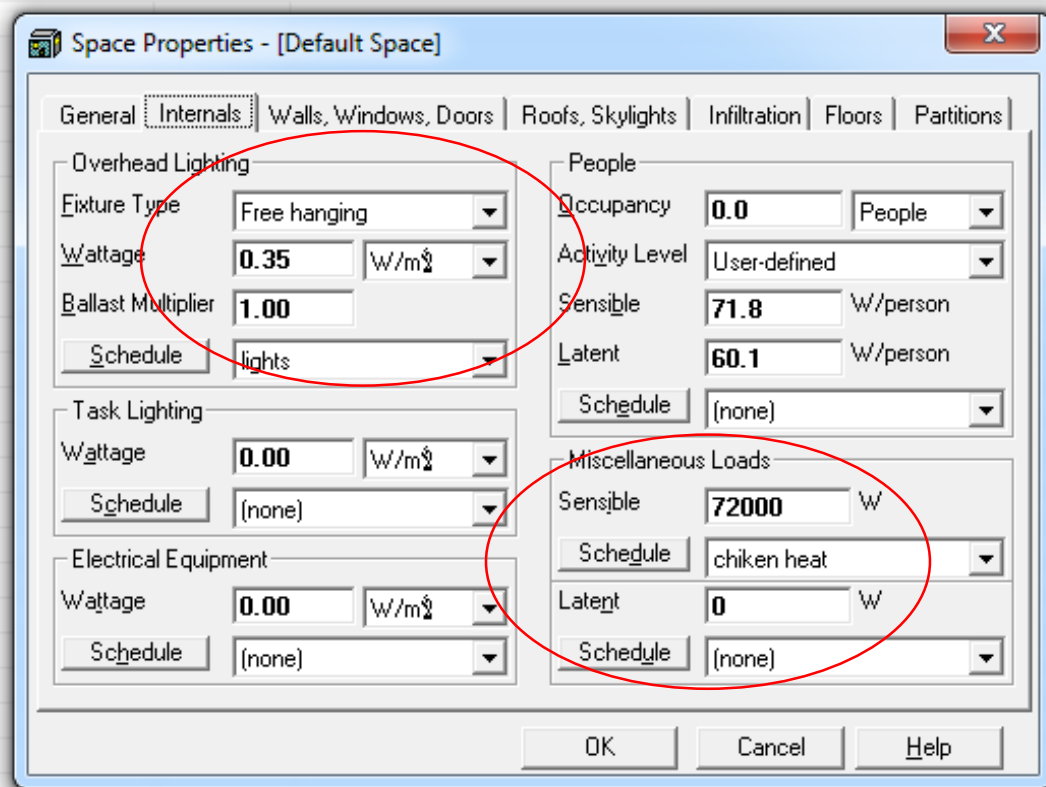 Space Properties - [Default Space]
General Internals Walls, Windows, Doors Roofs, Skylights Infiltration Floors Partitions
Overhead Lighting
Fixture Type Free hanging
Wattage 0.35 W/m²
Ballast Multiplier 1.00
Schedule lights
Task Lighting
Wattage 0.00 W/m²
Schedule (none)
Electrical Equipment
Wattage 0.00 W/m²
Schedule (none)
People
Occupancy 0.0 People
Activity Level User-defined
Sensible 71.8 W/person
Latent 60.1 W/person
Schedule (none)
Miscellaneous Loads
Sensible 72000 W
Schedule chiken heat
Latent 0 W
Schedule (none)
OK Cancel Help